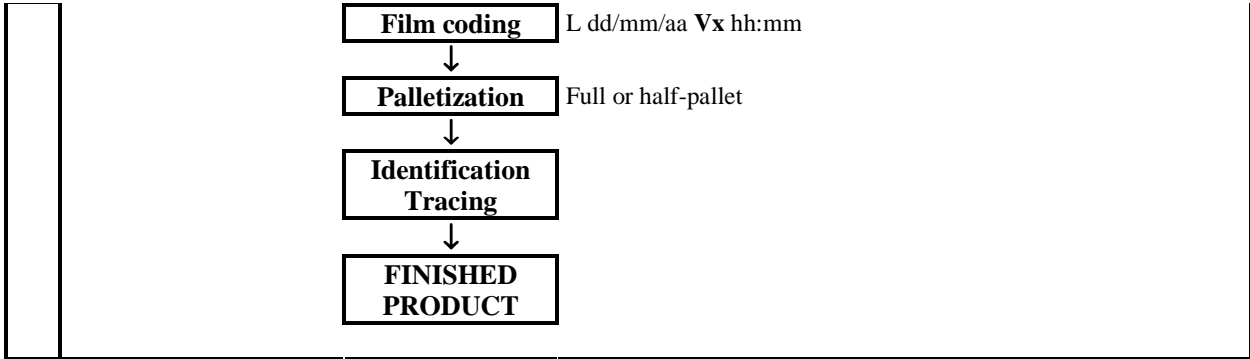 Film coding L dd/mm/aa Vx hh:mm
↓
Palletization Full or half-pallet
↓
Identification
Tracing
↓
FINISHED
PRODUCT